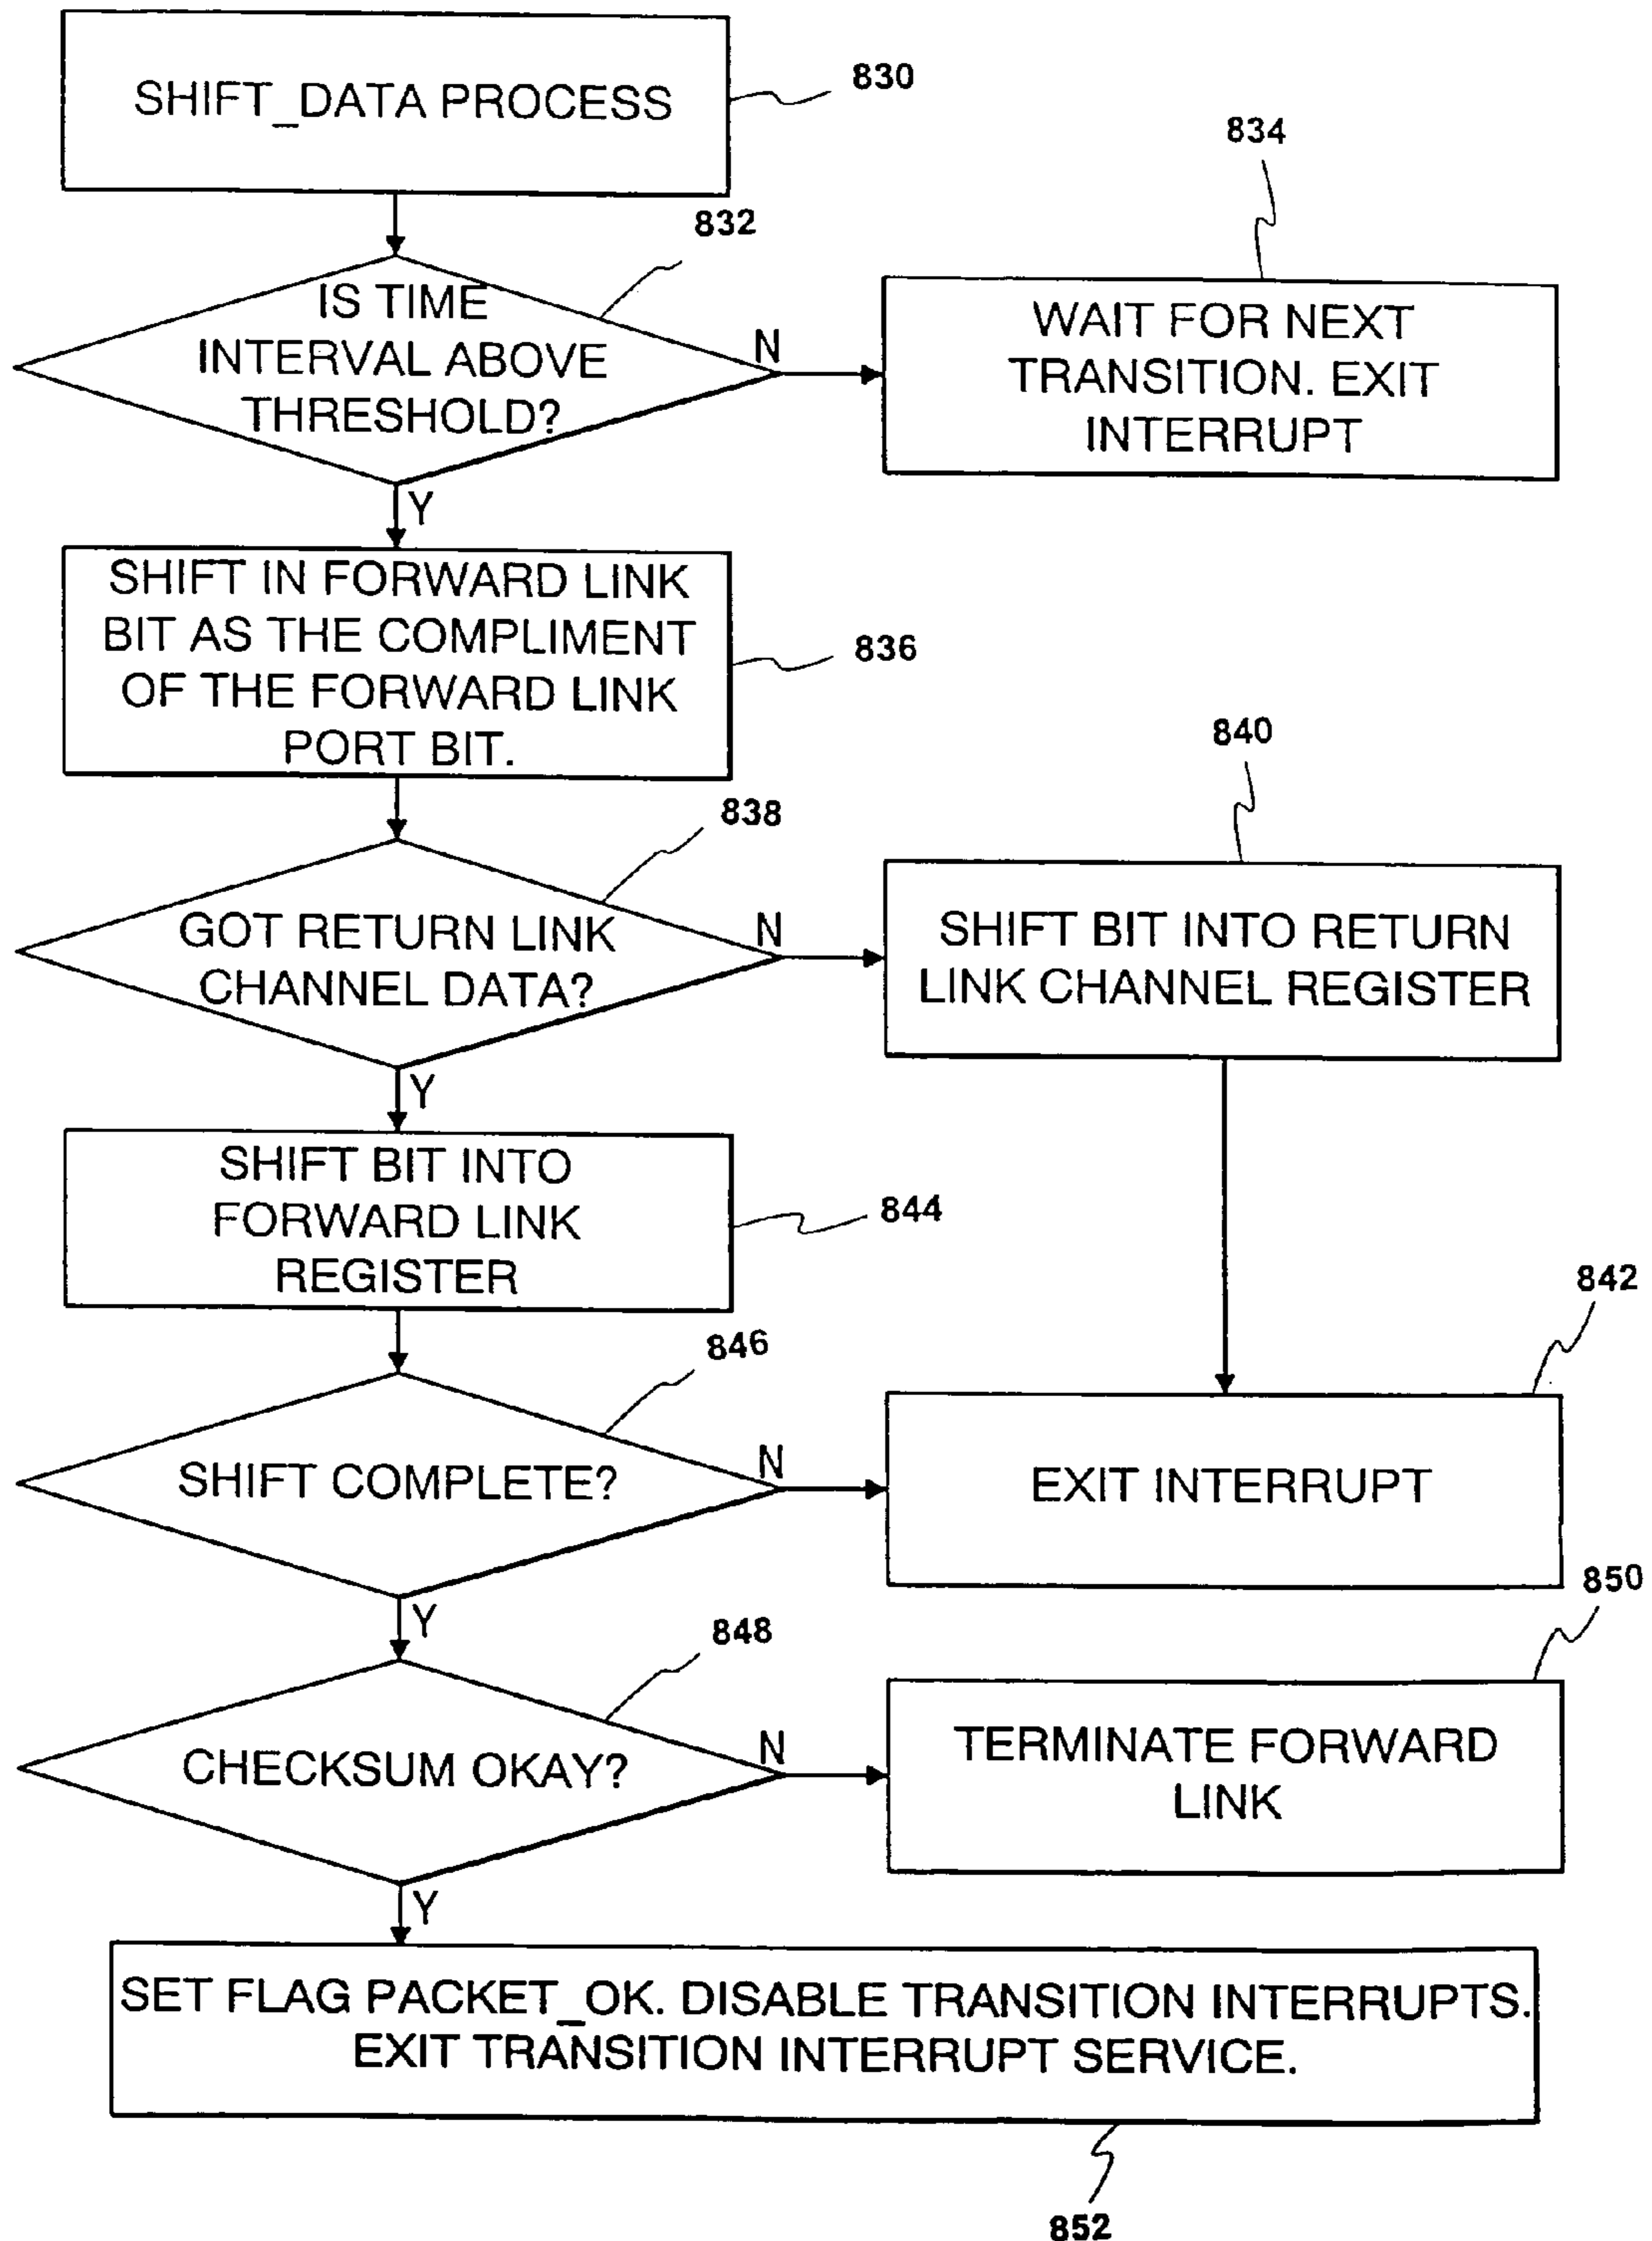 SHIFT_DATA PROCESS
830
834
832
IS TIME
INTERVAL ABOVE
THRESHOLD?
N
WAIT FOR NEXT
TRANSITION. EXIT
INTERRUPT
Y
SHIFT IN FORWARD LINK
BIT AS THE COMPLIMENT
OF THE FORWARD LINK
PORT BIT.
836
840
838
GOT RETURN LINK
CHANNEL DATA?
N
SHIFT BIT INTO RETURN
LINK CHANNEL REGISTER
Y
SHIFT BIT INTO
FORWARD LINK
REGISTER
844
842
846
SHIFT COMPLETE?
N
EXIT INTERRUPT
Y
850
848
CHECKSUM OKAY?
N
TERMINATE FORWARD
LINK
Y
SET FLAG PACKET_OK. DISABLE TRANSITION INTERRUPTS.
EXIT TRANSITION INTERRUPT SERVICE.
852